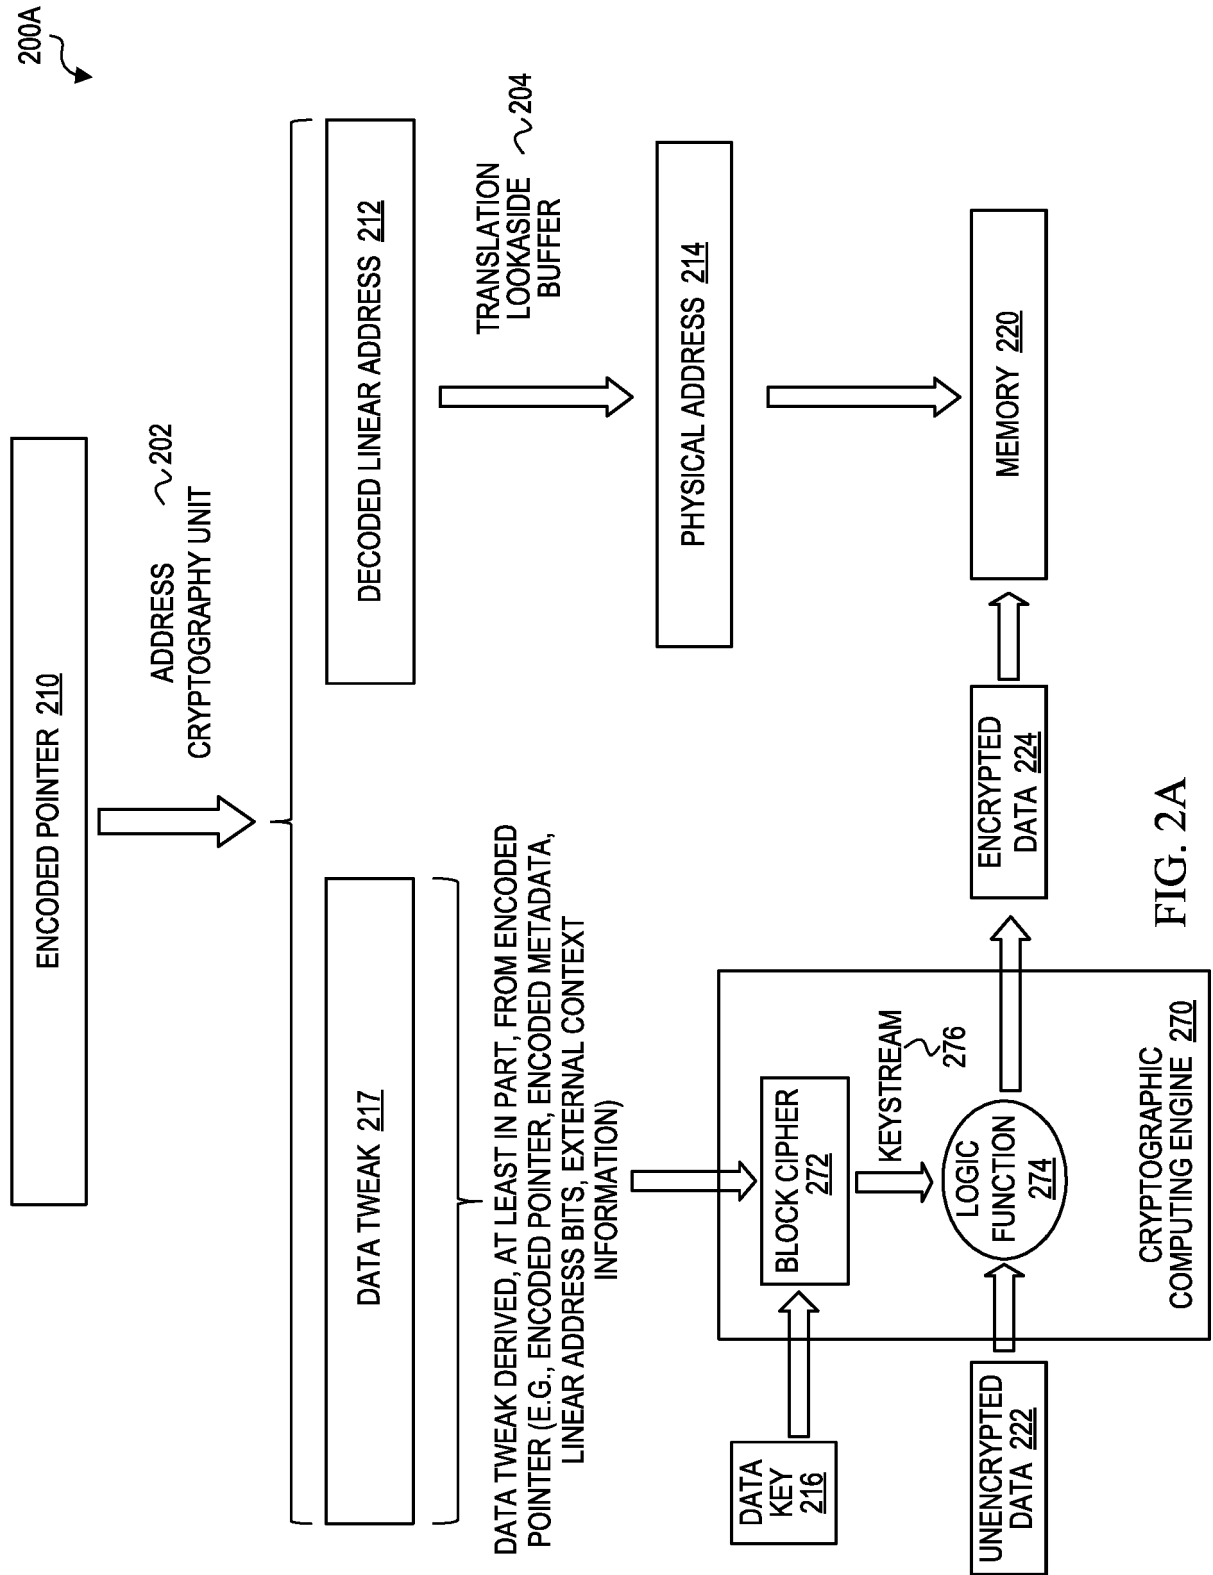 200A
ENCODED POINTER 210
ADDRESS
CRYPTOGRAPHY UNIT
202
DATA TWEAK 217
DECODED LINEAR ADDRESS 212
DATA TWEAK DERIVED, AT LEAST IN PART, FROM ENCODED
POINTER (E.G., ENCODED POINTER, ENCODED METADATA,
LINEAR ADDRESS BITS, EXTERNAL CONTEXT
INFORMATION)
TRANSLATION
LOOKASIDE
BUFFER
204
PHYSICAL ADDRESS 214
DATA
KEY
216
BLOCK CIPHER
272
KEYSTREAM
276
UNENCRYPTED
DATA 222
LOGIC
FUNCTION
274
ENCRYPTED
DATA 224
MEMORY 220
CRYPTOGRAPHIC
COMPUTING ENGINE 270
FIG. 2A